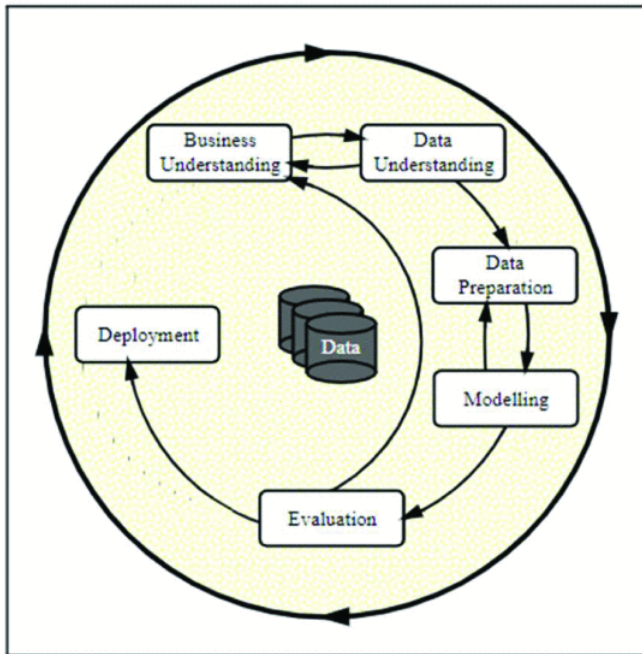 Business
Understanding
Data
Understanding
Data
Preparation
Deployment
Data
Modelling
Evaluation